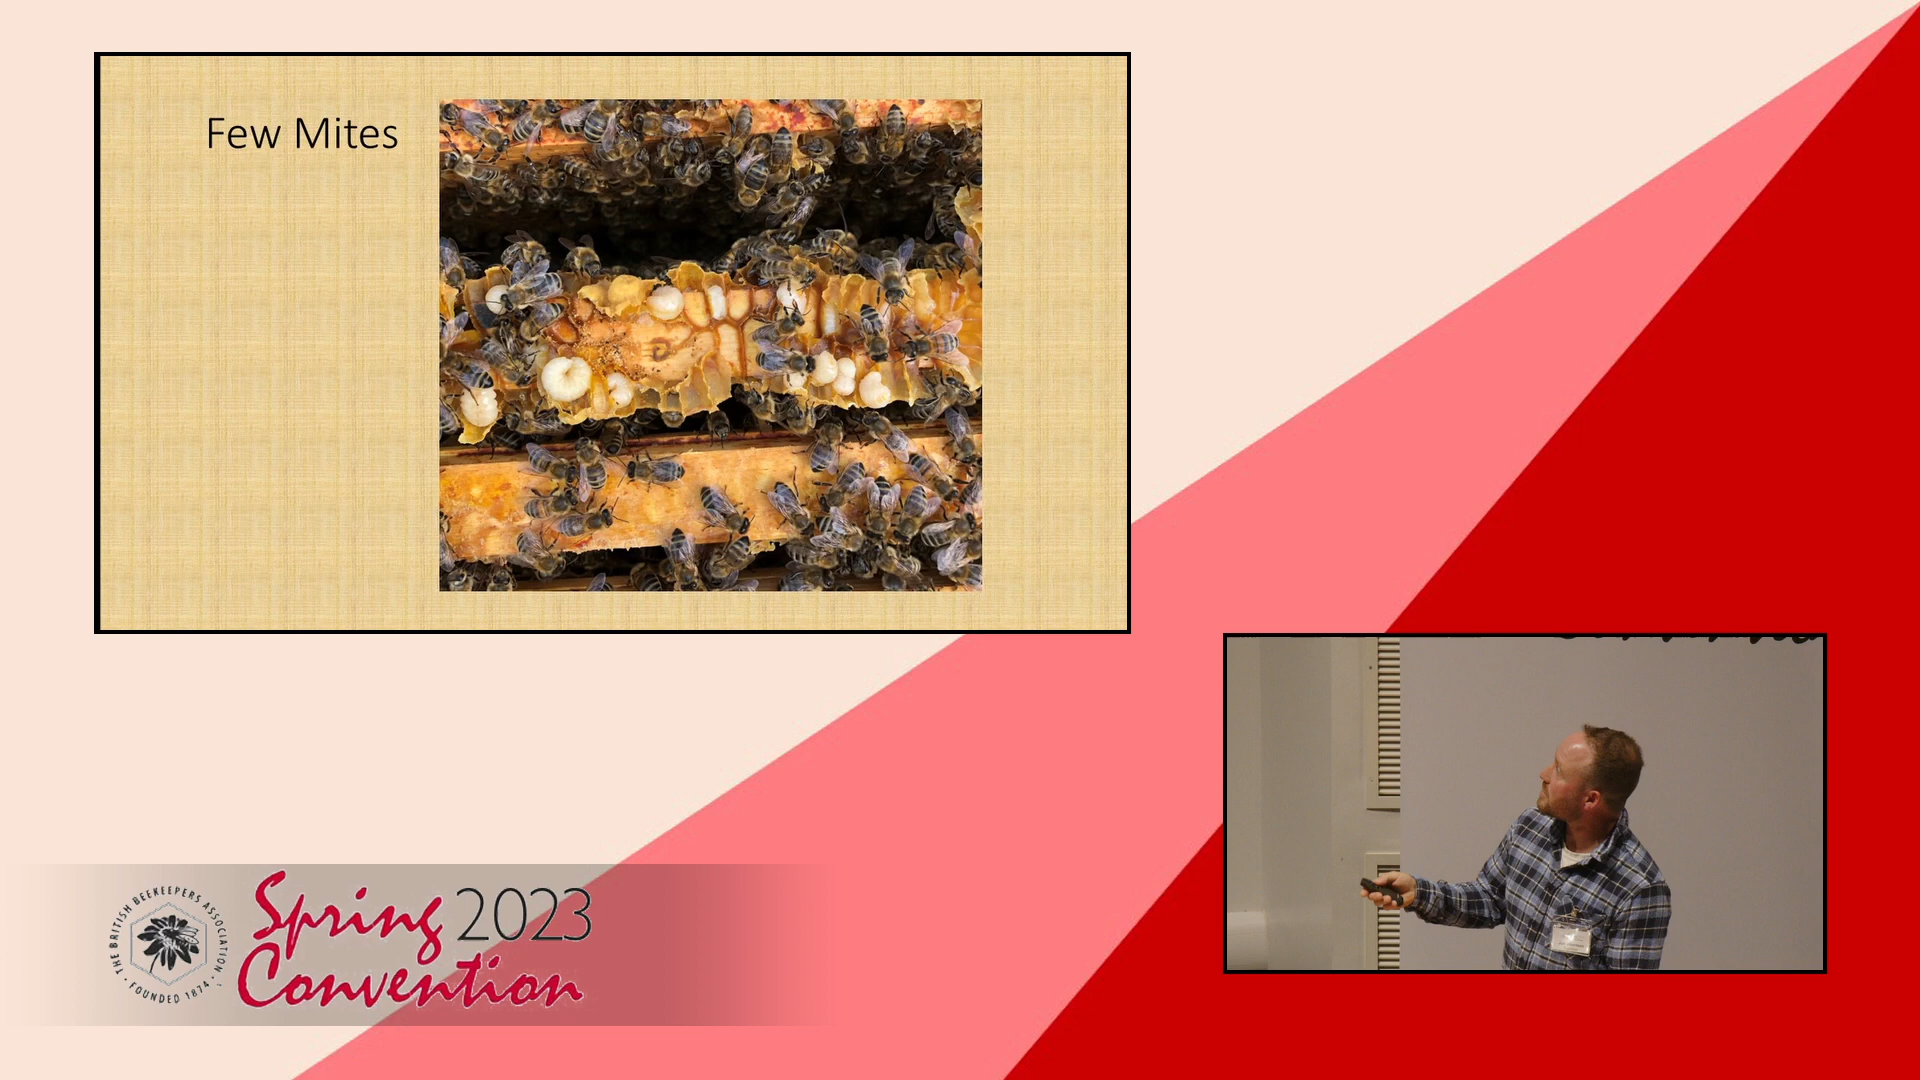 Few Mites
THE BRITISH BEEKEEPERS ASSOCIATION
FOUNDED 1874
Spring 2023
Convention